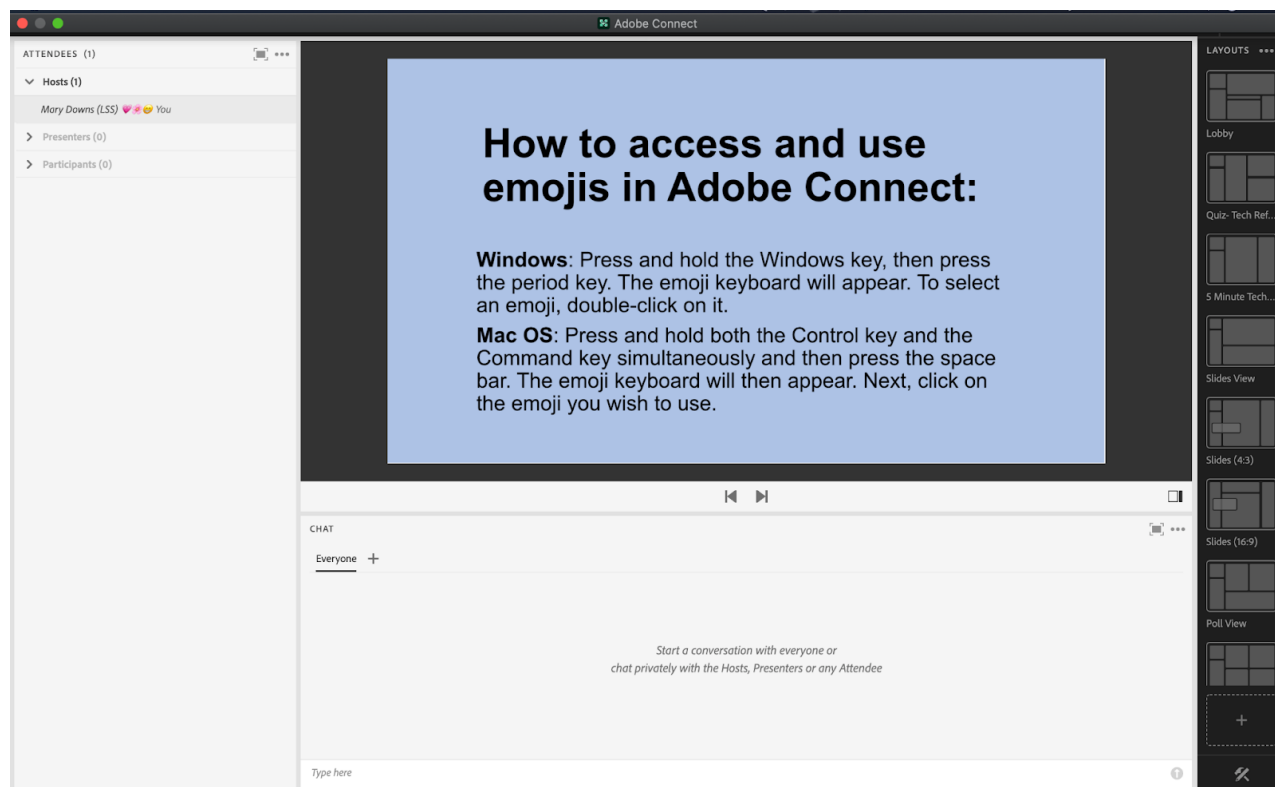 Adobe Connect
ATTENDEES (1)
Hosts (1)
Mary Downs (LSS) 💗🌸🤣 You
Presenters (0)
Participants (0)
How to access and use
emojis in Adobe Connect:
Windows: Press and hold the Windows key, then press
the period key. The emoji keyboard will appear. To select
an emoji, double-click on it.
Mac OS: Press and hold both the Control key and the
Command key simultaneously and then press the space
bar. The emoji keyboard will then appear. Next, click on
the emoji you wish to use.
CHAT
Everyone
Start a conversation with everyone or
chat privately with the Hosts, Presenters or any Attendee
Type here
LAYOUTS
Lobby
Quiz- Tech Ref...
5 Minute Tech...
Slides View
Slides (4:3)
Slides (16:9)
Poll View